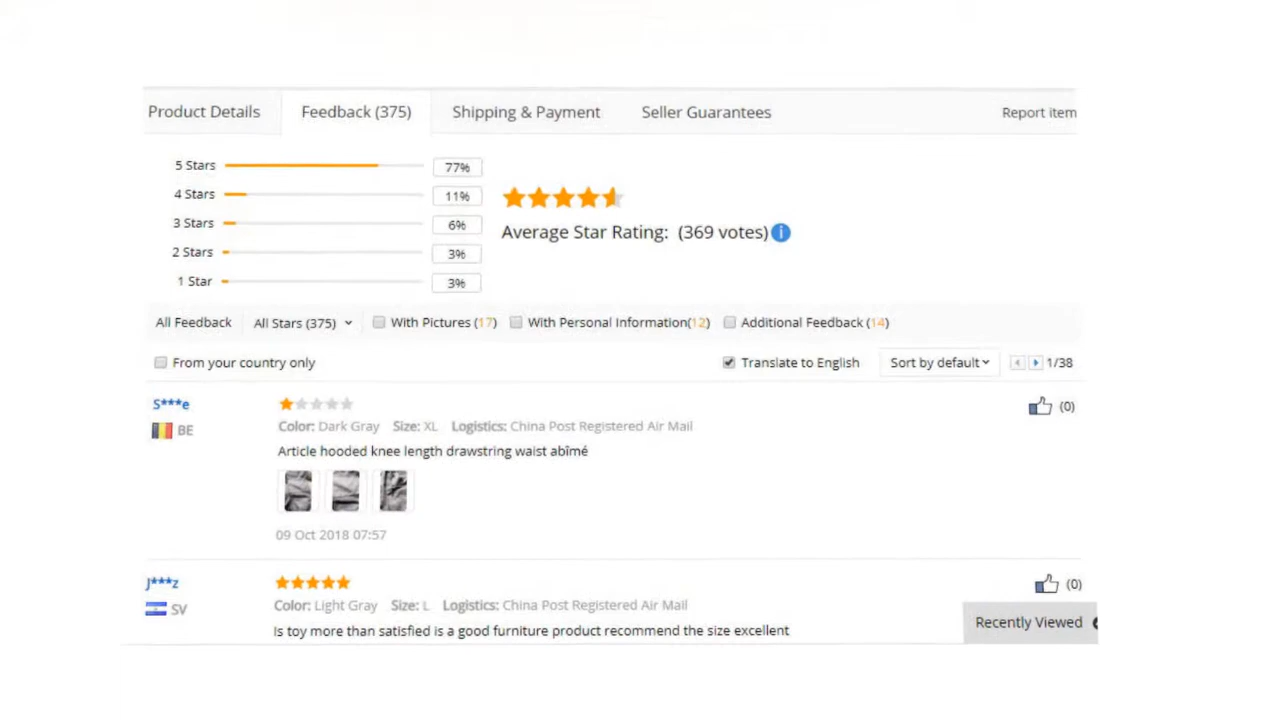 Product Details Feedback (375) Shipping & Payment Seller Guarantees Report item
5 Stars 77%
4 Stars 11%
3 Stars 6%
2 Stars 3%
1 Star 3%
Average Star Rating: (369 votes)
All Feedback All Stars (375) With Pictures (17) With Personal Information(12) Additional Feedback (14)
From your country only Translate to English Sort by default 1/38
S***e (0)
BE Color: Dark Gray Size: XL Logistics: China Post Registered Air Mail
Article hooded knee length drawstring waist abîmé
09 Oct 2018 07:57
J***z (0)
SV Color: Light Gray Size: L Logistics: China Post Registered Air Mail
Is toy more than satisfied is a good furniture product recommend the size excellent
Recently Viewed